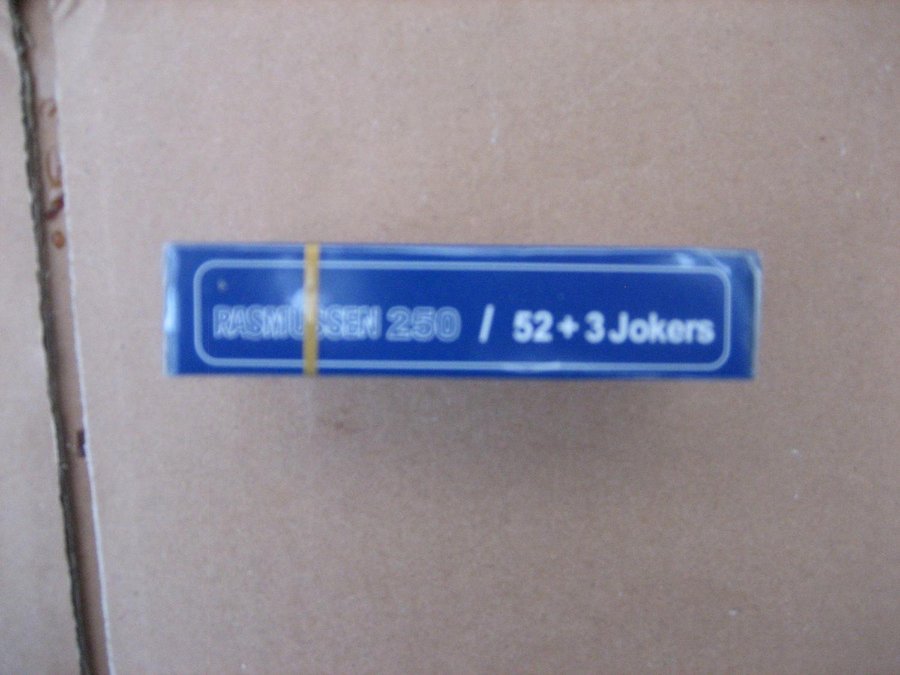 RASMUSSEN 250 / 52 + 3 Jokers